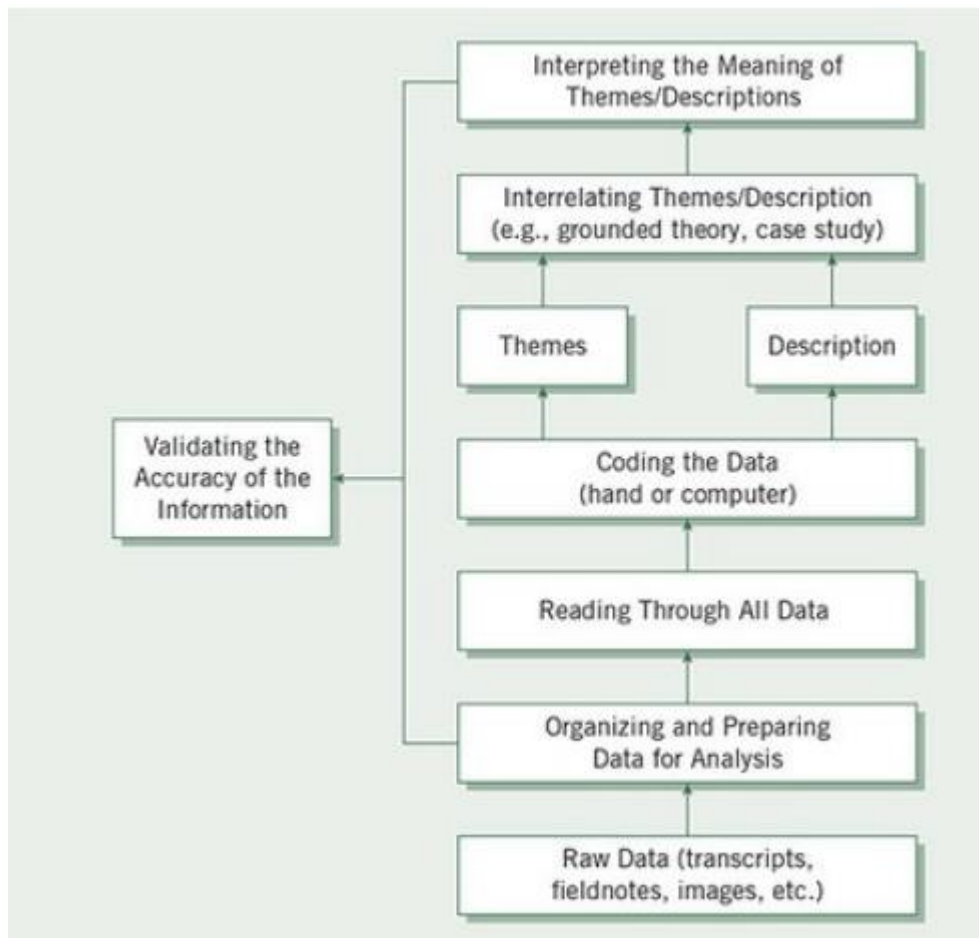 Interpreting the Meaning of
Themes/Descriptions
Interrelating Themes/Description
(e.g., grounded theory, case study)
Themes
Description
Validating the
Accuracy of the
Information
Coding the Data
(hand or computer)
Reading Through All Data
Organizing and Preparing
Data for Analysis
Raw Data (transcripts,
fieldnotes, images, etc.)